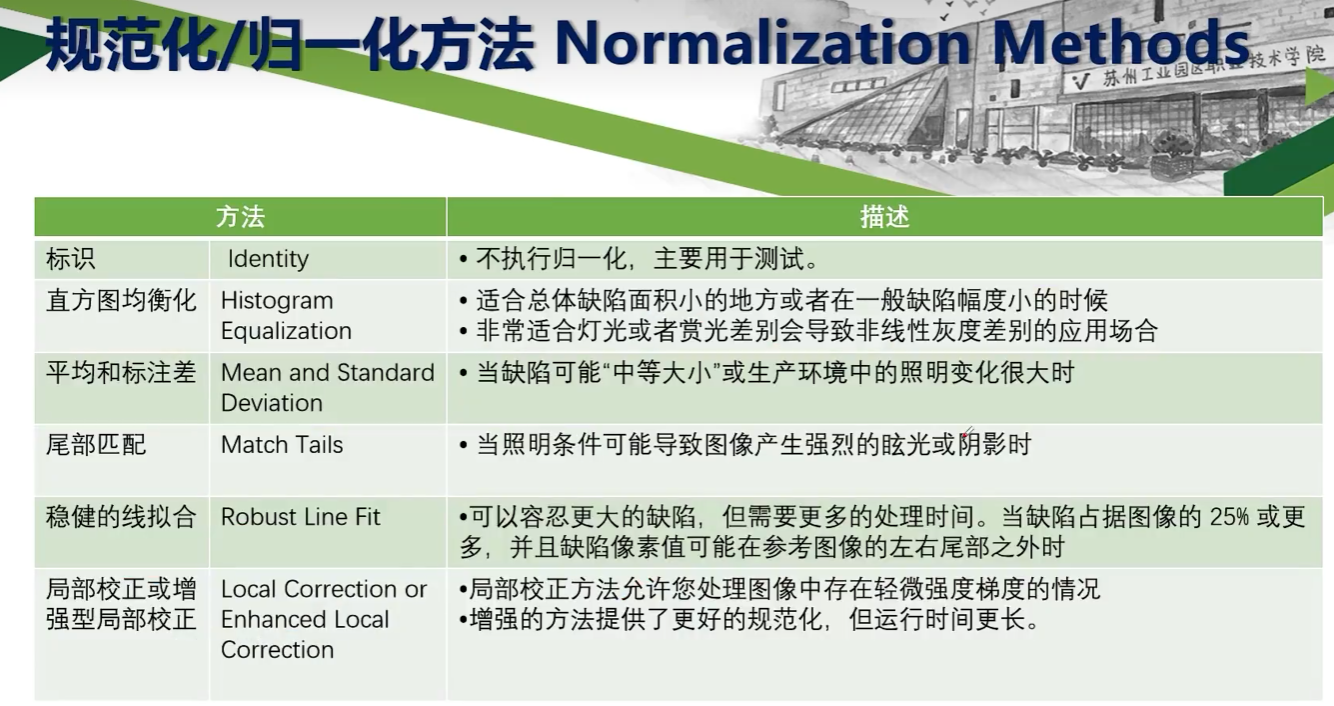 规范化/归一化方法 Normalization Methods
苏州工业园区职业技术学院
方法
描述
标识
Identity
• 不执行归一化，主要用于测试。
直方图均衡化
Histogram
Equalization
• 适合总体缺陷面积小的地方或者在一般缺陷幅度小的时候
• 非常适合灯光或者赏光差别会导致非线性灰度差别的应用场合
平均和标注差
Mean and Standard
Deviation
• 当缺陷可能“中等大小”或生产环境中的照明变化很大时
尾部匹配
Match Tails
• 当照明条件可能导致图像产生强烈的眩光或阴影时
稳健的线拟合
Robust Line Fit
•可以容忍更大的缺陷，但需要更多的处理时间。当缺陷占据图像的 25% 或更
多，并且缺陷像素值可能在参考图像的左右尾部之外时
局部校正或增
强型局部校正
Local Correction or
Enhanced Local
Correction
•局部校正方法允许您处理图像中存在轻微强度梯度的情况
•增强的方法提供了更好的规范化，但运行时间更长。